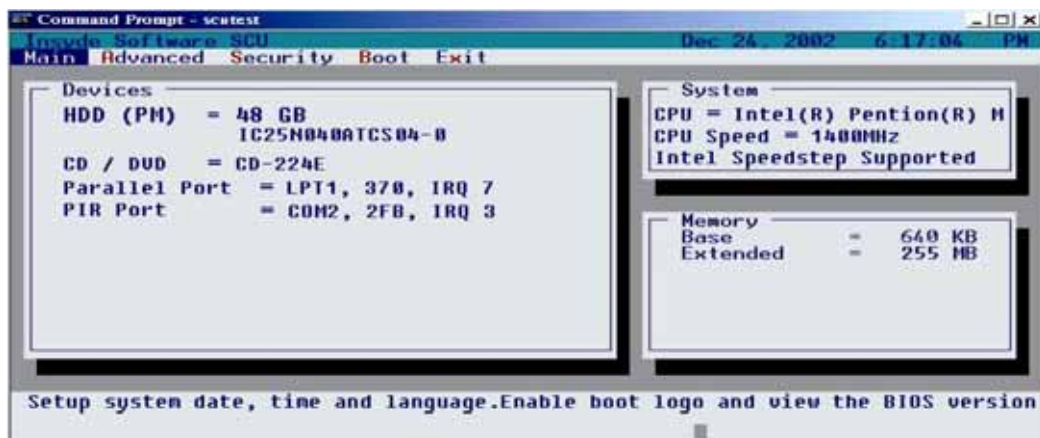 Command Prompt - scutest
Insyde Software SCU Dec 24, 2002 6:17:04 PM
Main Advanced Security Boot Exit
Devices
HDD (PM) = 48 GB
IC25N040ATCS04-0
CD / DVD = CD-224E
Parallel Port = LPT1, 378, IRQ 7
PIR Port = COM2, 2FB, IRQ 3
System
CPU = Intel(R) Pention(R) M
CPU Speed = 1400MHz
Intel Speedstep Supported
Memory
Base = 640 KB
Extended = 255 MB
Setup system date, time and language.Enable boot logo and view the BIOS version